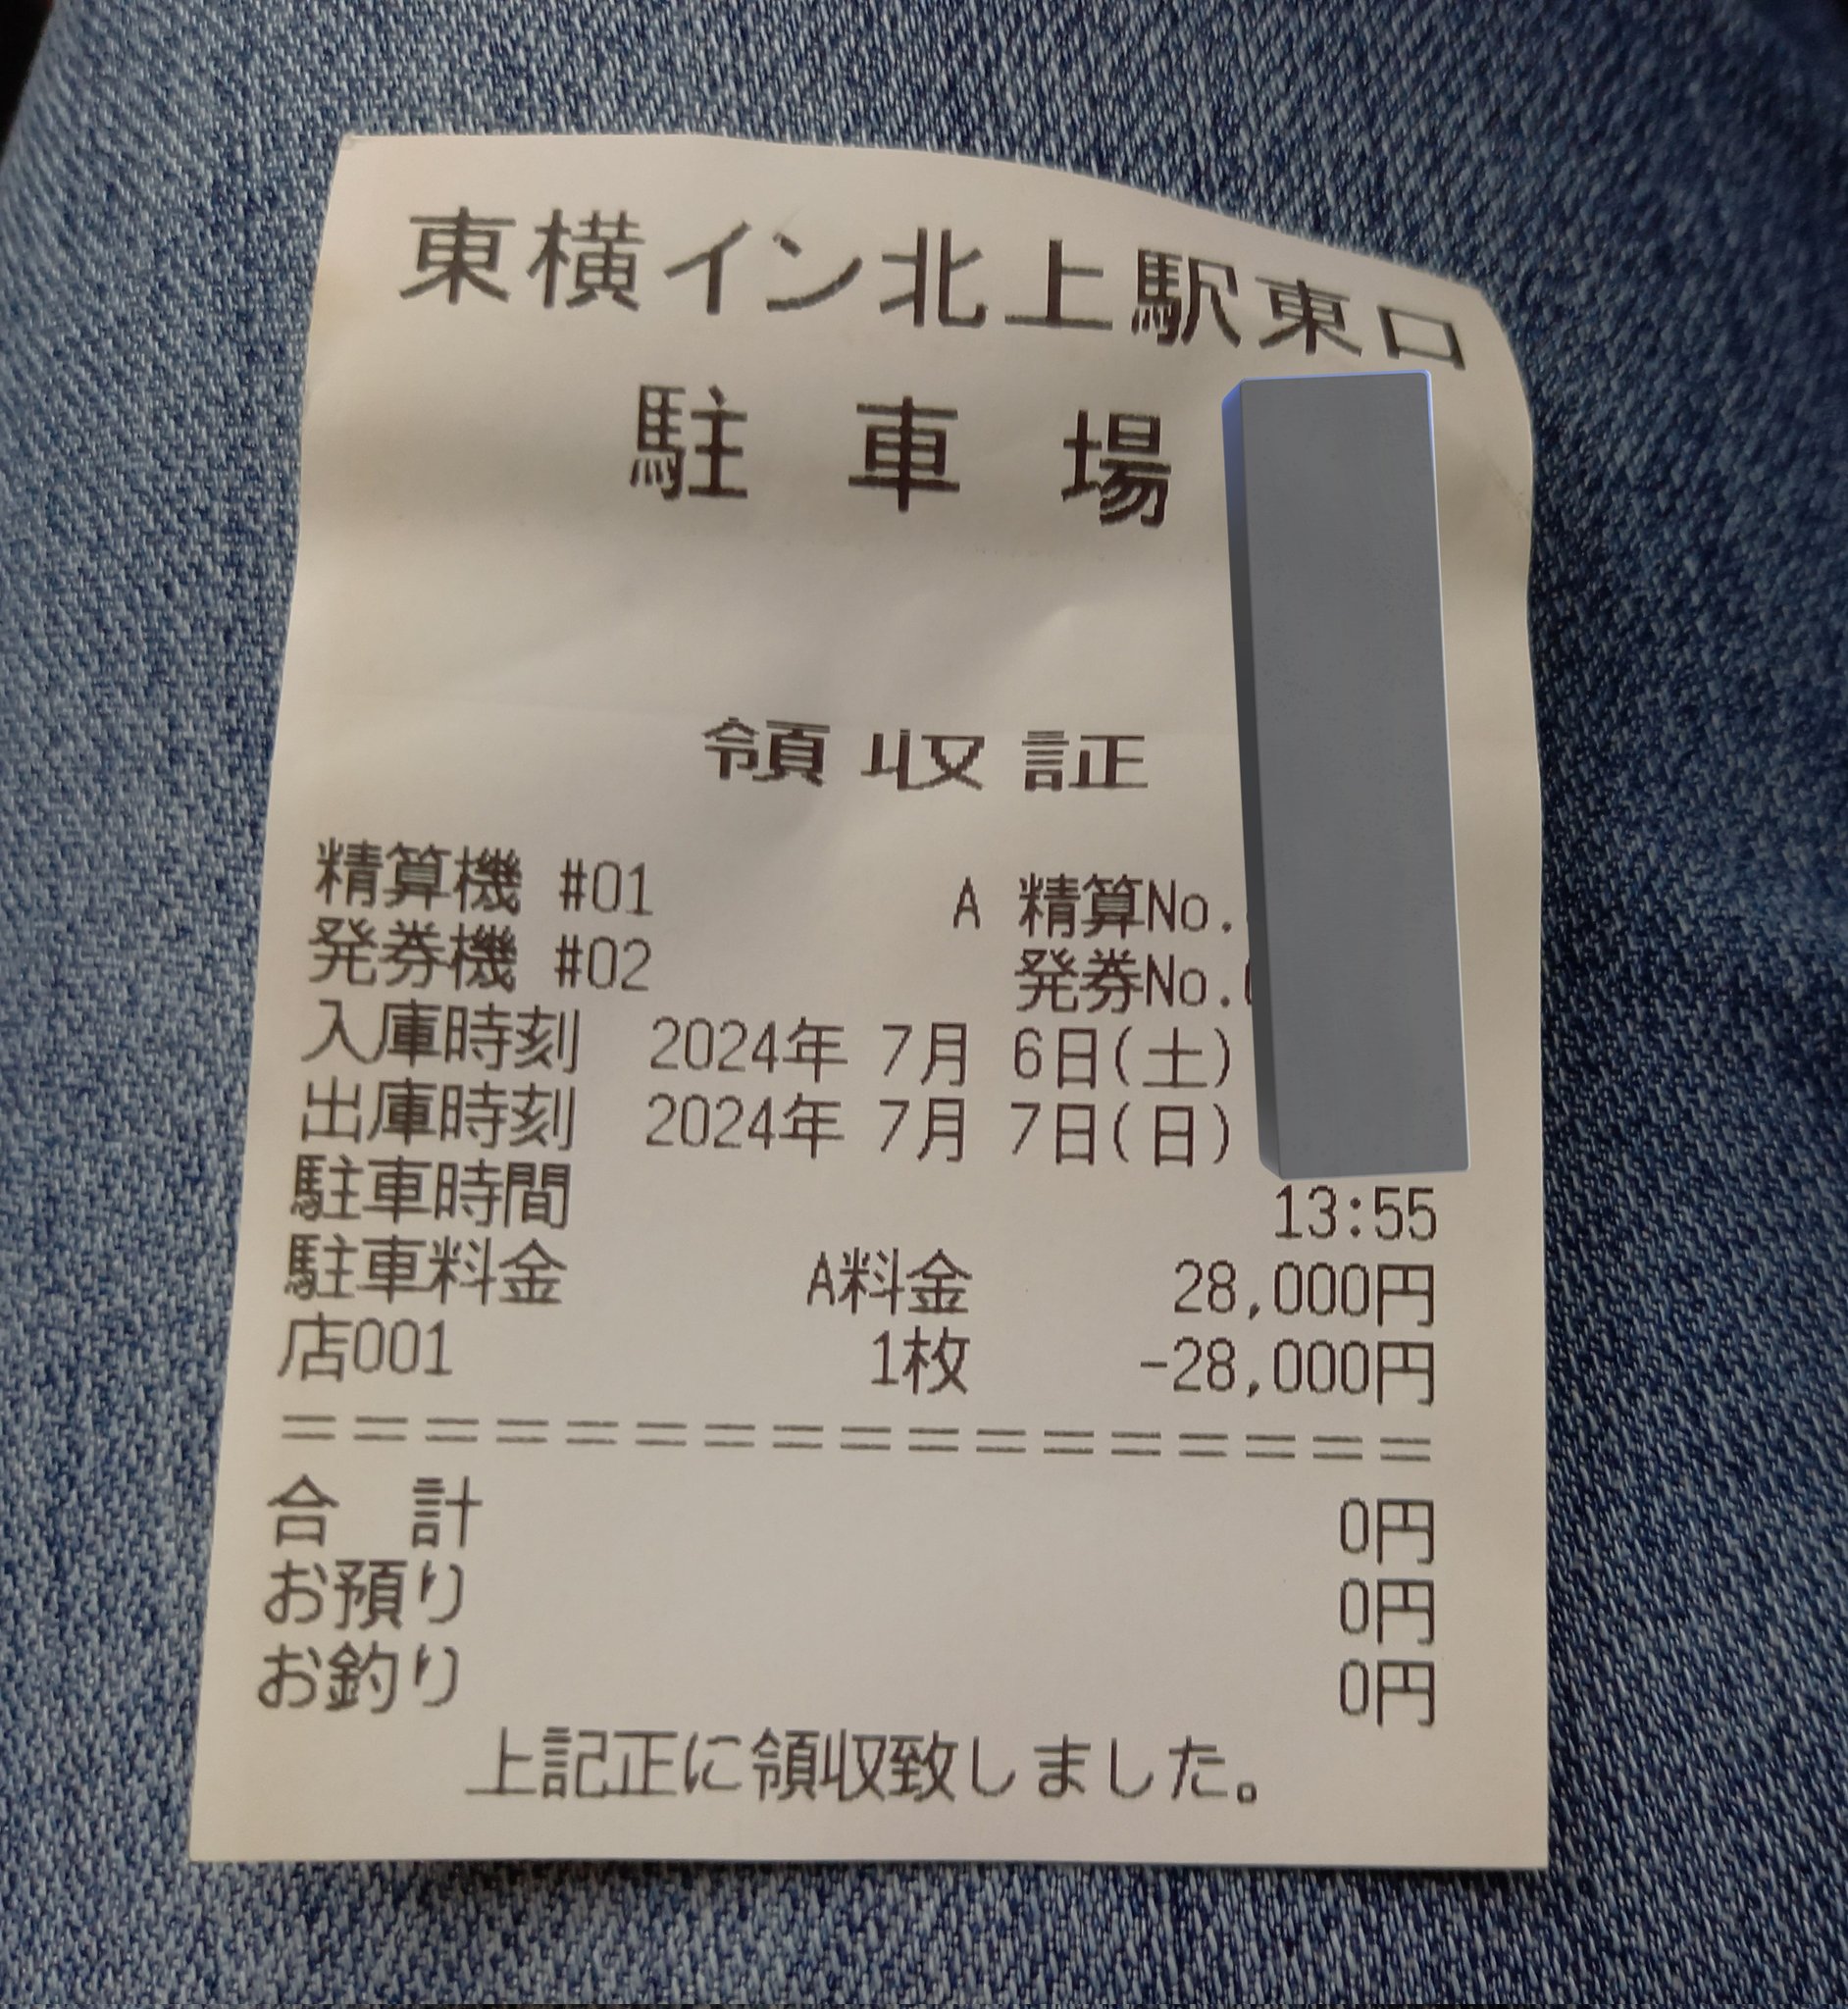 東横イン北上駅東口
駐 車 場
領収証
精算機 #01 A 精算No.
発券機 #02 発券No.
入庫時刻 2024年 7月 6日(土)
出庫時刻 2024年 7月 7日(日)
駐車時間 13:55
駐車料金 A料金 28,000円
店001 1枚 -28,000円
==================
合 計 0円
お預り 0円
お釣り 0円
上記正に領収致しました。